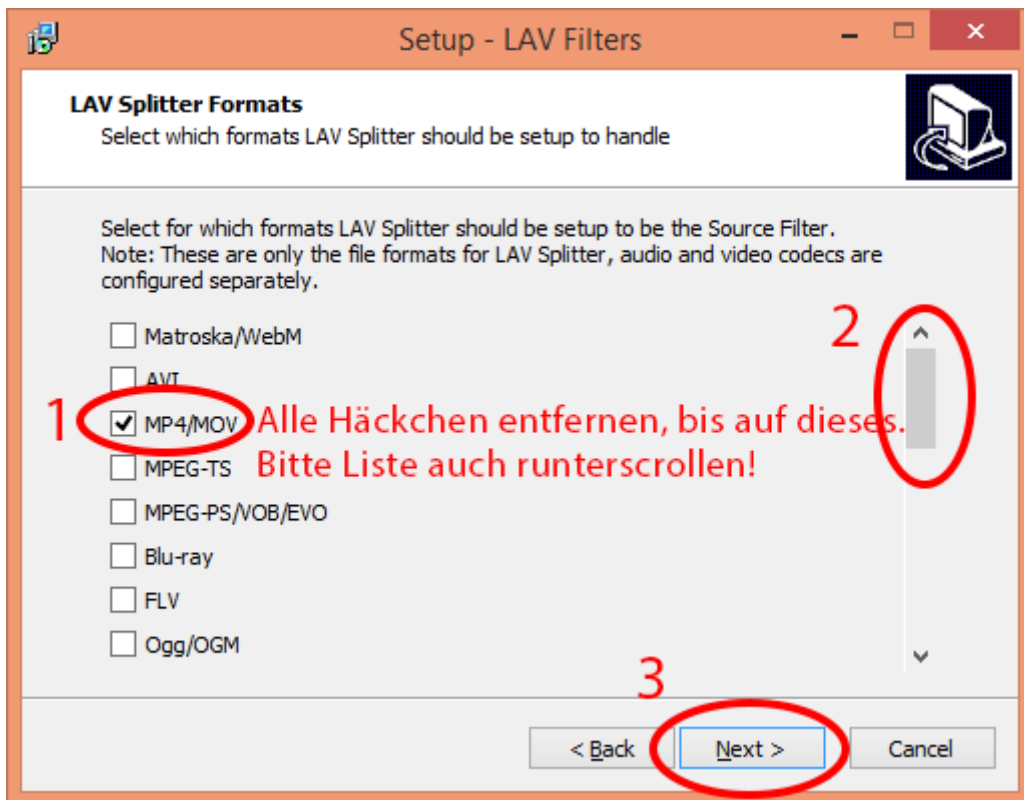 Setup - LAV Filters
LAV Splitter Formats
Select which formats LAV Splitter should be setup to handle
Select for which formats LAV Splitter should be setup to be the Source Filter.
Note: These are only the file formats for LAV Splitter, audio and video codecs are
configured separately.
2
Matroska/WebM
AVI
1 MP4/MOV Alle Häckchen entfernen, bis auf dieses.
MPEG-TS Bitte Liste auch runterscrollen!
MPEG-PS/VOB/EVO
Blu-ray
FLV
Ogg/OGM
3
< Back Next > Cancel